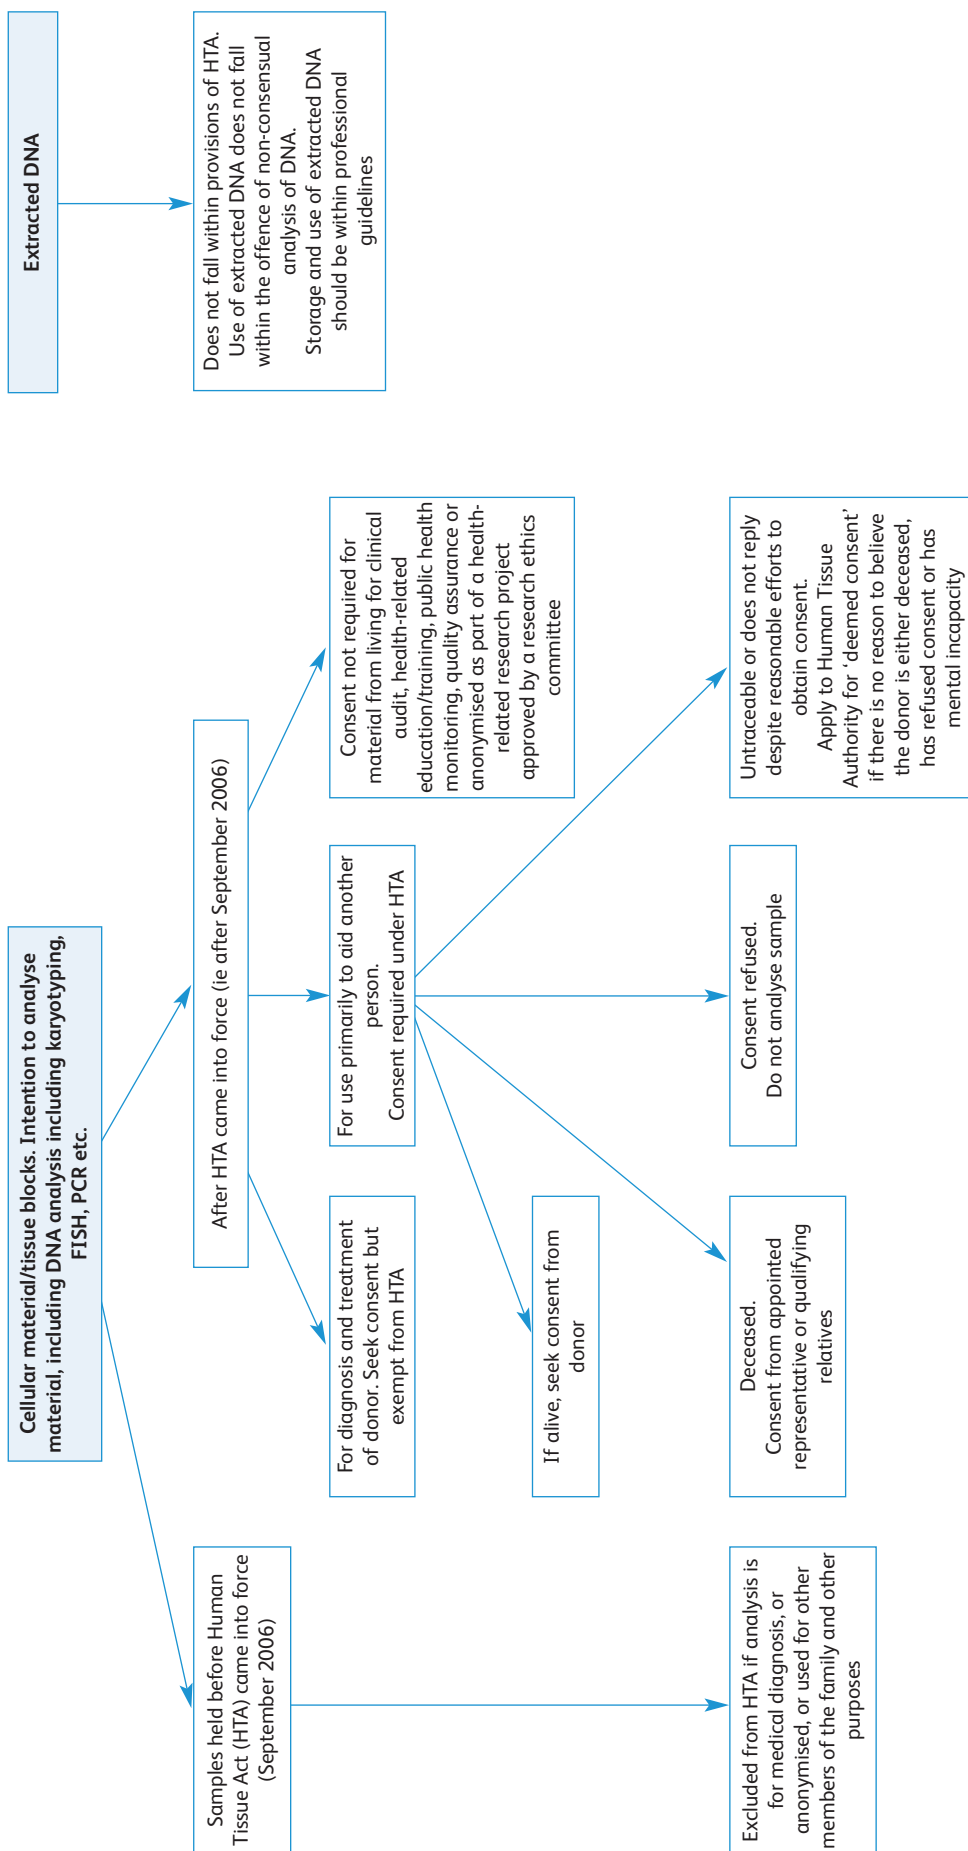 Cellular material/tissue blocks. Intention to analyse
material, including DNA analysis including karyotyping,
FISH, PCR etc.
Extracted DNA
Samples held before Human
Tissue Act (HTA) came into force
(September 2006)
After HTA came into force (ie after September 2006)
Does not fall within provisions of HTA.
Use of extracted DNA does not fall
within the offence of non-consensual
analysis of DNA.
Storage and use of extracted DNA
should be within professional
guidelines
For diagnosis and treatment
of donor. Seek consent but
exempt from HTA
For use primarily to aid another
person.
Consent required under HTA
Consent not required for
material from living for clinical
audit, health-related
education/training, public health
monitoring, quality assurance or
anonymised as part of a health-
related research project
approved by a research ethics
committee
If alive, seek consent from
donor
Excluded from HTA if analysis is
for medical diagnosis, or
anonymised, or used for other
members of the family and other
purposes
Deceased.
Consent from appointed
representative or qualifying
relatives
Consent refused.
Do not analyse sample
Untraceable or does not reply
despite reasonable efforts to
obtain consent.
Apply to Human Tissue
Authority for ‘deemed consent’
if there is no reason to believe
the donor is either deceased,
has refused consent or has
mental incapacity